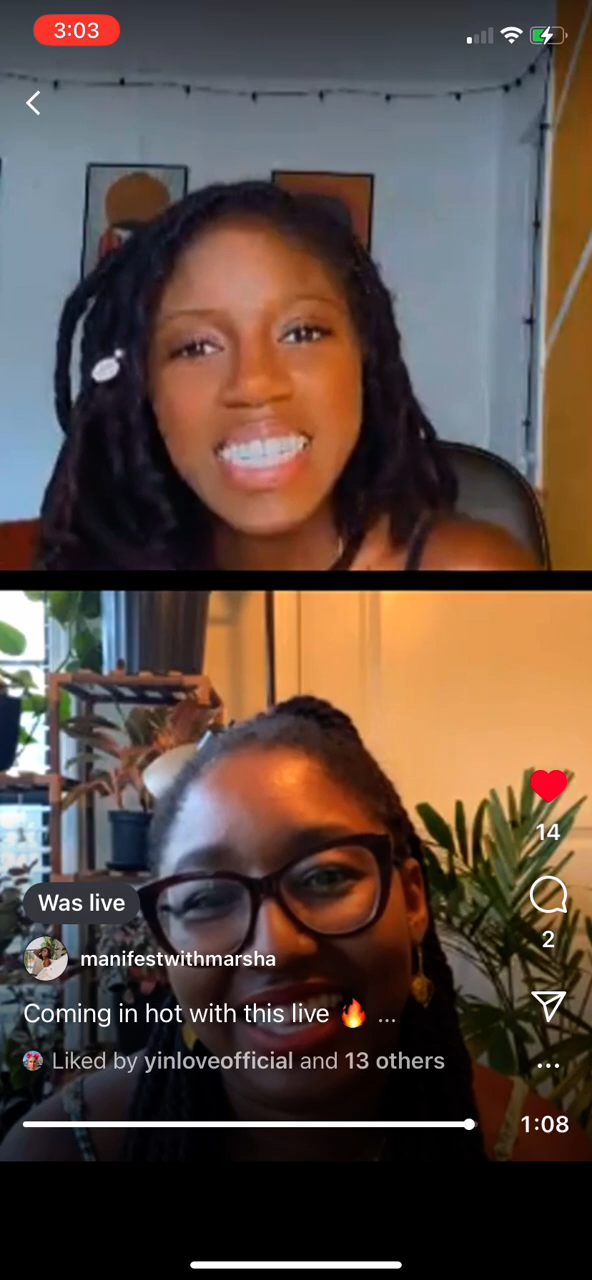 3:03
Was live
manifestwithmarsha
Coming in hot with this live 🔥 ...
14
2
Liked by yinloveofficial and 13 others
1:08